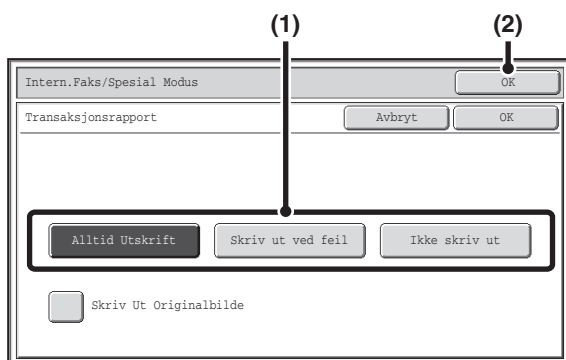 (1) (2)
Intern.Faks/Spesial Modus OK
Transaksjonsrapport Avbryt OK
Alltid Utskrift Skriv ut ved feil Ikke skriv ut
Skriv Ut Originalbilde